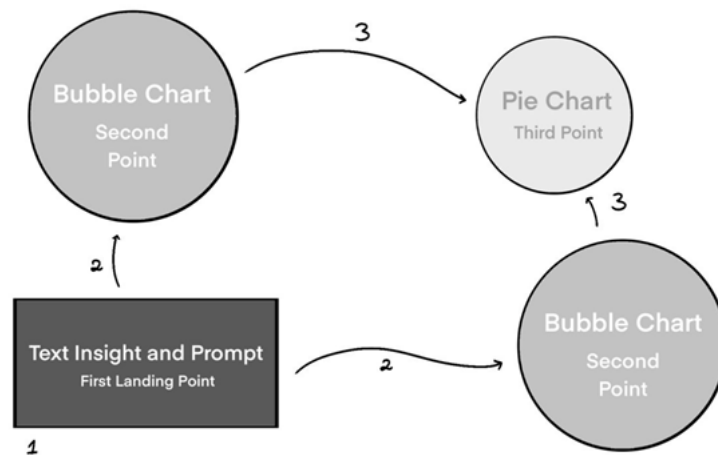 3
Bubble Chart
Second
Point
Pie Chart
Third Point
2
3
Text Insight and Prompt
First Landing Point
2
Bubble Chart
Second
Point
1